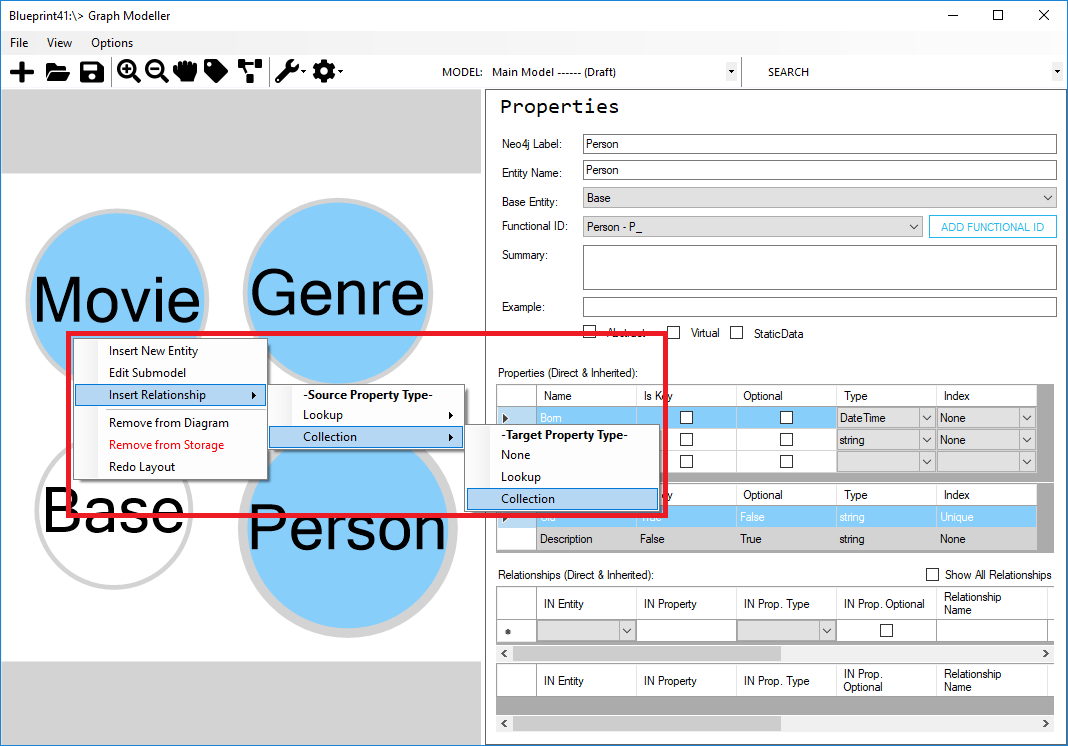 Blueprint41:\> Graph Modeller
File View Options
MODEL: Main Model ------ (Draft) SEARCH
Movie
Genre
Base
Person
Insert New Entity
Edit Submodel
Insert Relationship
Remove from Diagram
Remove from Storage
Redo Layout
-Source Property Type-
Lookup
Collection
-Target Property Type-
None
Lookup
Collection
Properties
Neo4j Label: Person
Entity Name: Person
Base Entity: Base
Functional ID: Person - P_ ADD FUNCTIONAL ID
Summary:
Example:
Abstract Virtual StaticData
Properties (Direct & Inherited):
Name Is Key Optional Type Index
Born DateTime None
string None
Optional Type Index
True False string Unique
Description False True string None
Relationships (Direct & Inherited): Show All Relationships
IN Entity IN Property IN Prop. Type IN Prop. Optional Relationship Name
IN Entity IN Property IN Prop. Type IN Prop. Optional Relationship Name